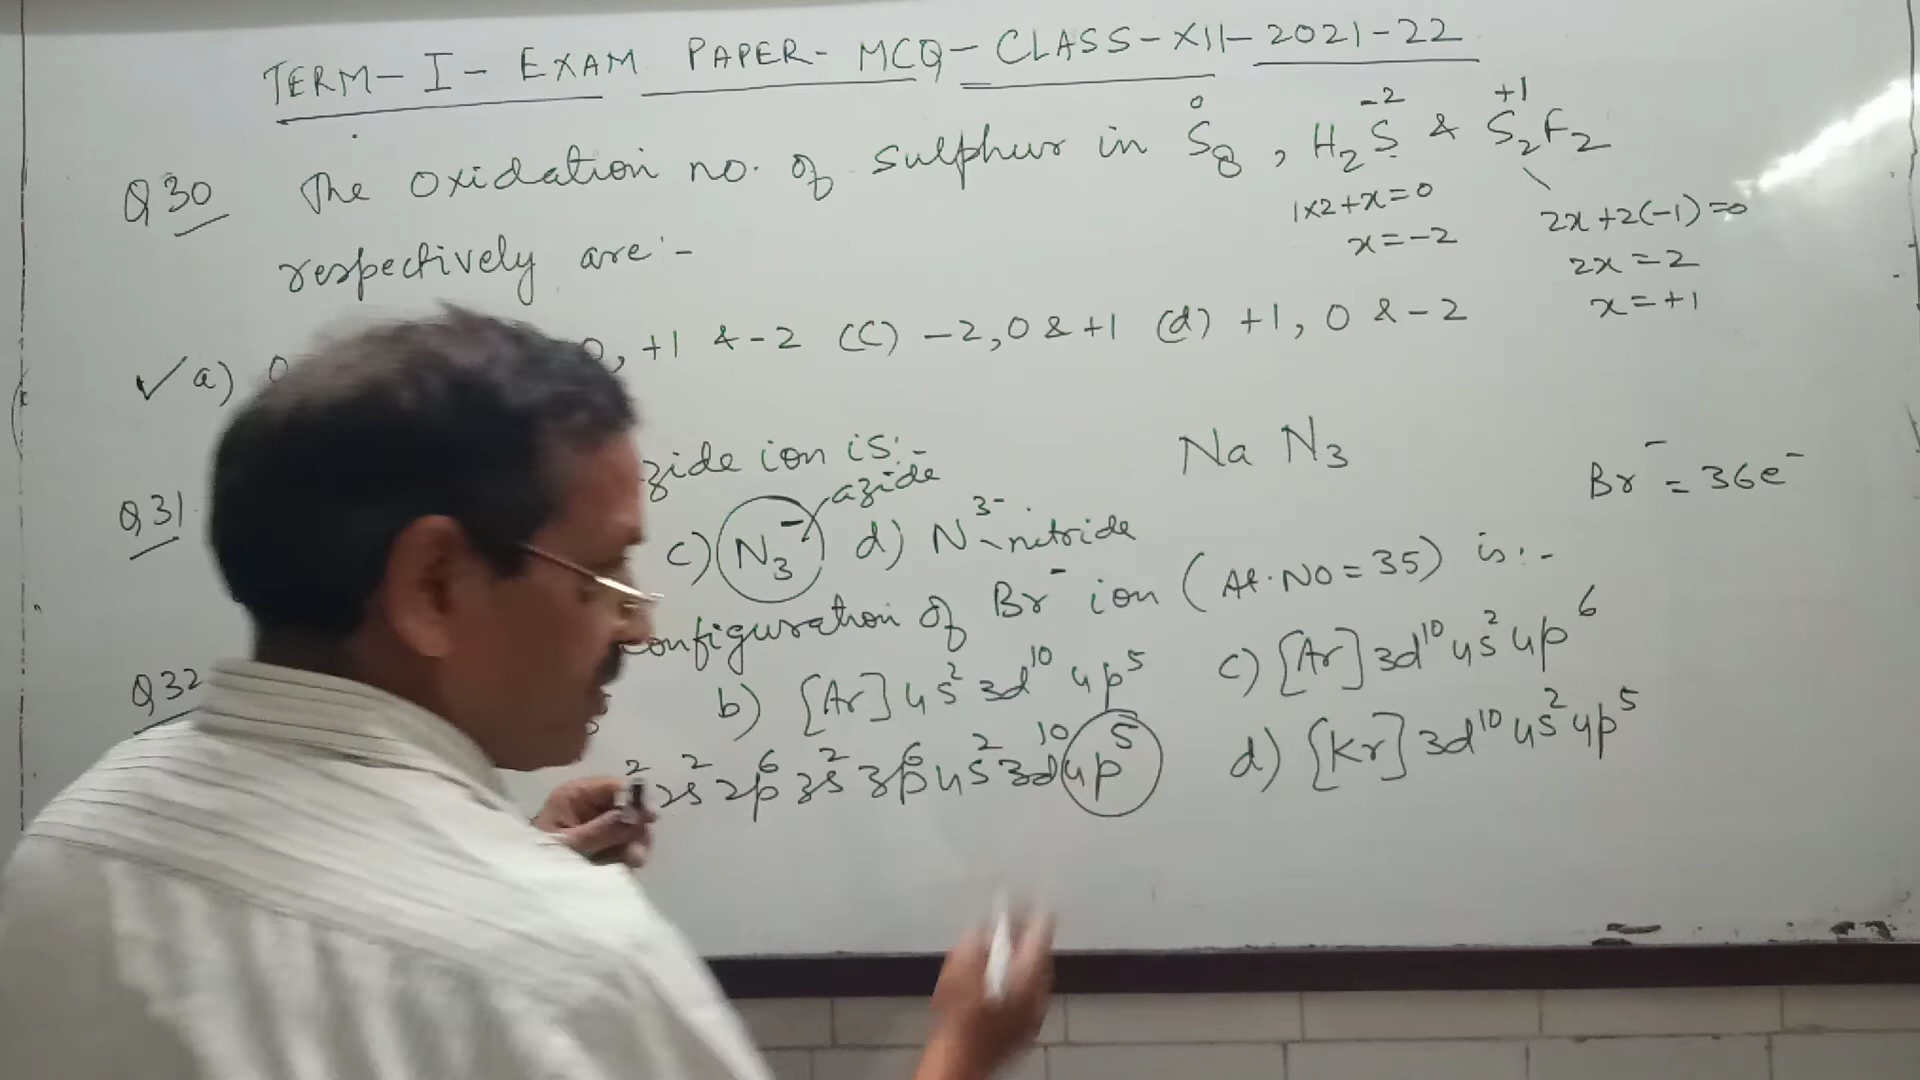 TERM-I- EXAM PAPER- MCQ- CLASS-XII-2021-22
Q30 The oxidation no. of sulphur in S₈⁰, H₂S⁻² & S₂⁺¹F₂
respectively are:-
1x2+x=0
x=-2
2x+2(-1)=0
2x=2
x=+1
✓a) 0, +1 & -2 (C) -2, 0 & +1 (d) +1, 0 & -2
Q31 zide ion is:-
Na N₃
c) N₃⁻ azide d) N³⁻ nitride
Br⁻ = 36e⁻
Q32 configuration of Br⁻ ion (At. No = 35) is:-
b) [Ar] 4s² 3d¹⁰ 4p⁵ c) [Ar] 3d¹⁰ 4s² 4p⁶
² 2s² 2p⁶ 3s² 3p⁶ 4s² 3d¹⁰ 4p⁵ d) [Kr] 3d¹⁰ 4s² 4p⁵